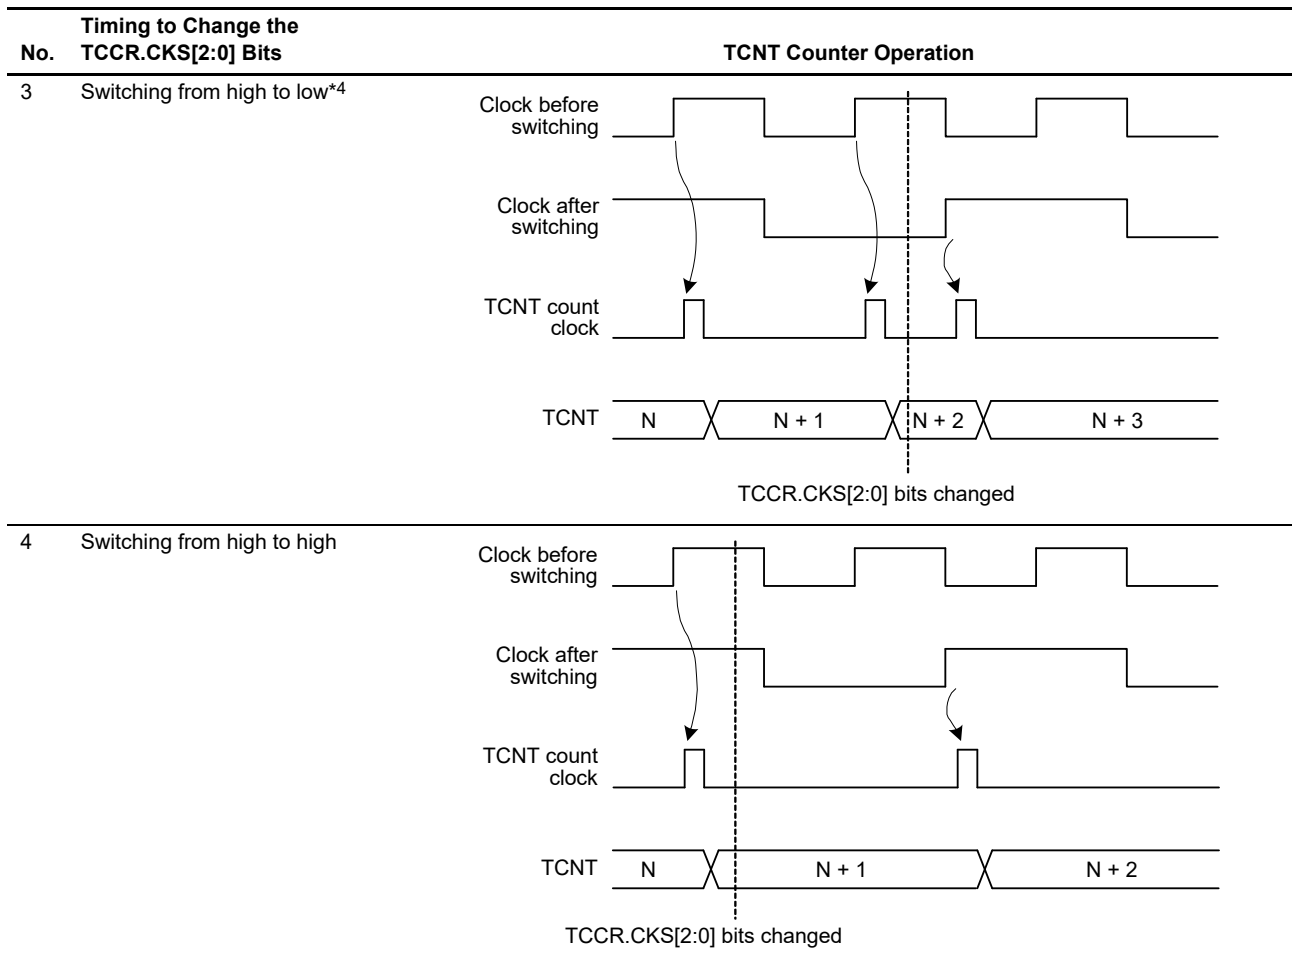 No. Timing to Change the
TCCR.CKS[2:0] Bits TCNT Counter Operation
3 Switching from high to low*4
Clock before
switching
Clock after
switching
TCNT count
clock
TCNT N N + 1 N + 2 N + 3
TCCR.CKS[2:0] bits changed
4 Switching from high to high
Clock before
switching
Clock after
switching
TCNT count
clock
TCNT N N + 1 N + 2
TCCR.CKS[2:0] bits changed